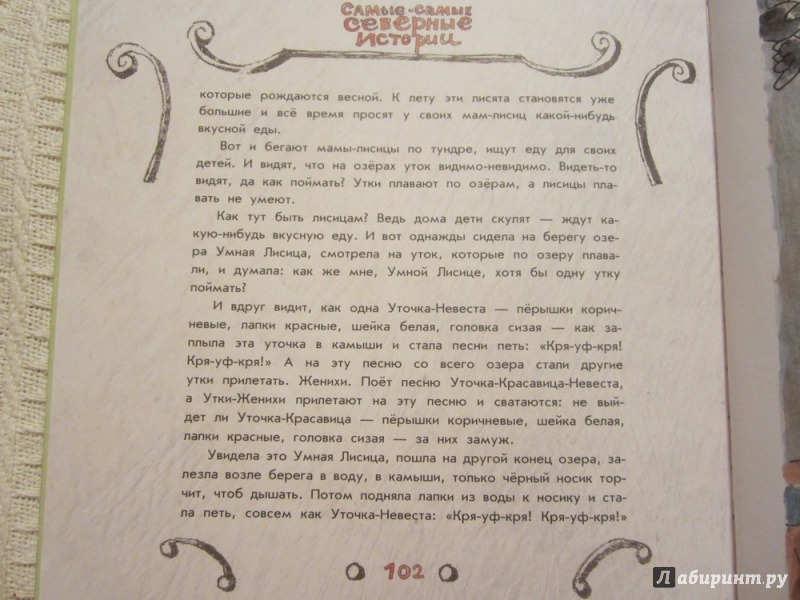 Самые-самые
северные
истории
которые рождаются весной. К лету эти лисята становятся уже
большие и всё время просят у своих мам-лисиц какой-нибудь
вкусной еды.
Вот и бегают мамы-лисицы по тундре, ищут еду для своих
детей. И видят, что на озёрах уток видимо-невидимо. Видеть-то
видят, да как поймать? Утки плавают по озёрам, а лисицы пла-
вать не умеют.
Как тут быть лисицам? Ведь дома дети скулят — ждут ка-
кую-нибудь вкусную еду. И вот однажды сидела на берегу озе-
ра Умная Лисица, смотрела на уток, которые по озеру плава-
ли, и думала: как же мне, Умной Лисице, хотя бы одну утку
поймать?
И вдруг видит, как одна Уточка-Невеста — пёрышки корич-
невые, лапки красные, шейка белая, головка сизая — как за-
плыла эта уточка в камыши и стала песни петь: «Кря-уф-кря!
Кря-уф-кря!» А на эту песню со всего озера стали другие
утки прилетать. Женихи. Поёт песню Уточка-Красавица-Невеста,
а Утки-Женихи прилетают на эту песню и сватаются: не вый-
дет ли Уточка-Красавица — пёрышки коричневые, шейка белая,
лапки красные, головка сизая — за них замуж.
Увидела это Умная Лисица, пошла на другой конец озера, за-
лезла возле берега в воду, в камыши, только чёрный носик тор-
чит, чтоб дышать. Потом подняла лапки из воды к носику и ста-
ла петь, совсем как Уточка-Невеста: «Кря-уф-кря! Кря-уф-кря!»
102
Лабиринт.ру